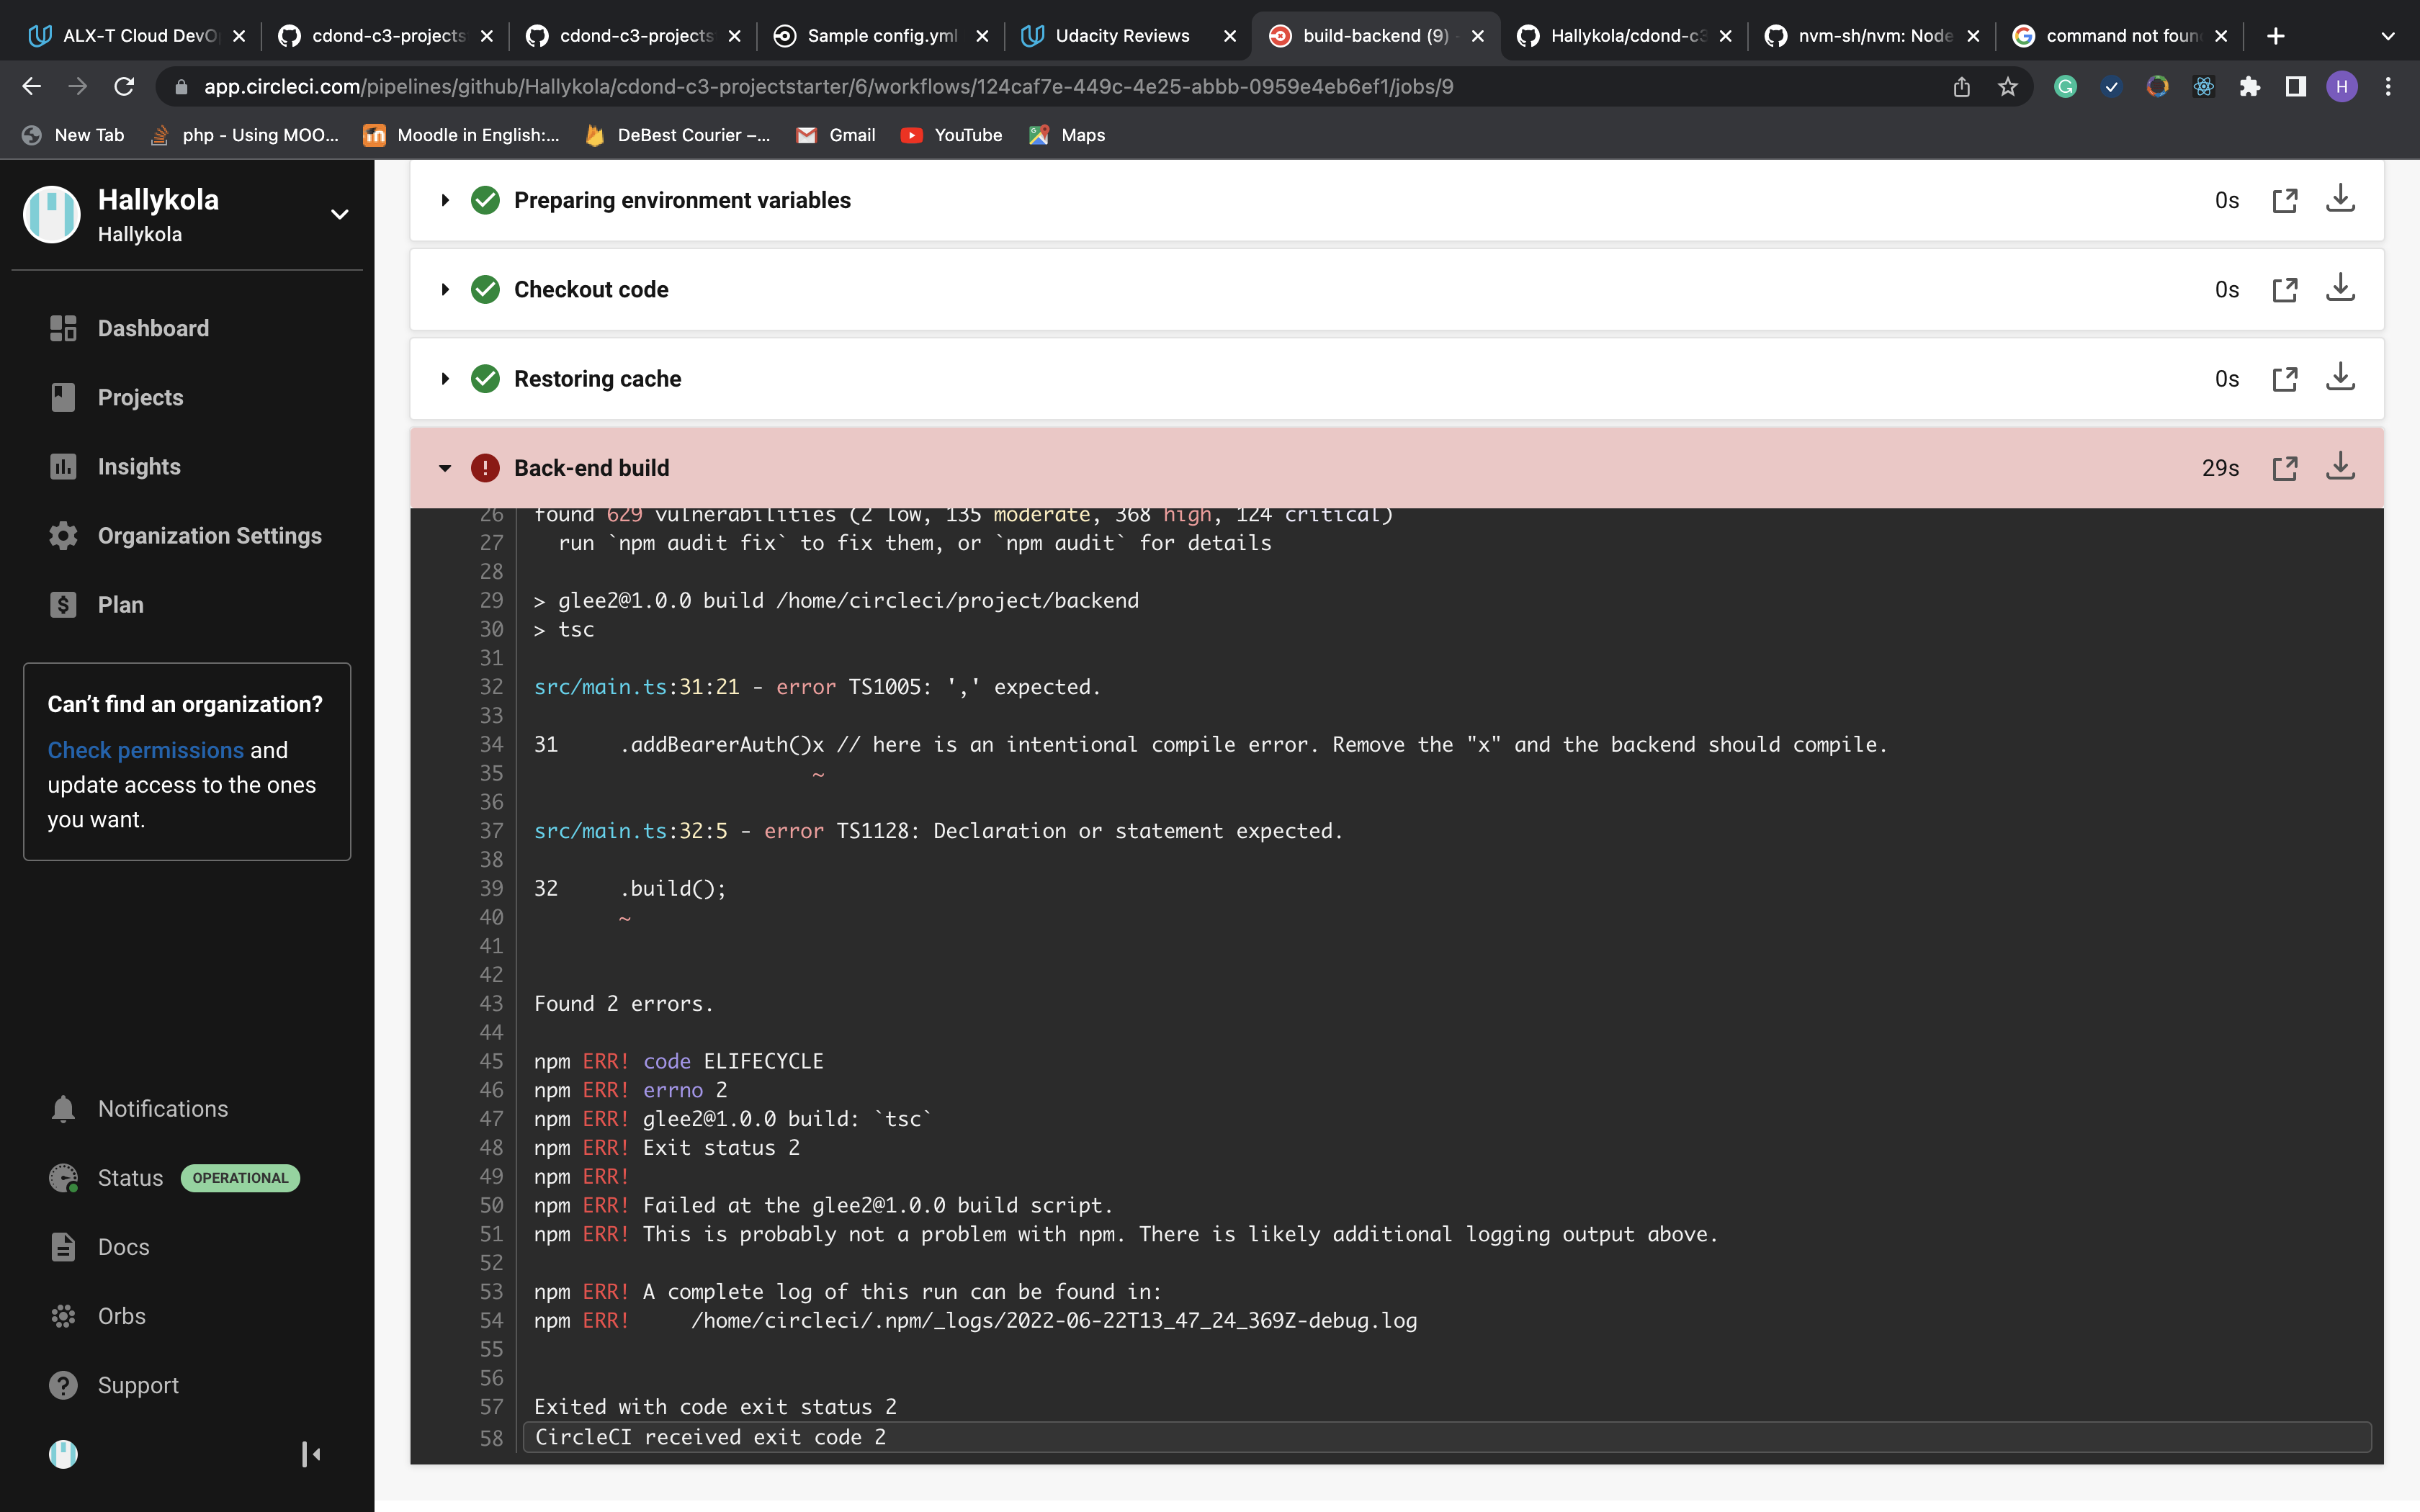 ALX-T Cloud DevO
cdond-c3-projects
cdond-c3-projects
Sample config.yml
Udacity Reviews
build-backend (9) -
Hallykola/cdond-c3
nvm-sh/nvm: Node
command not foun
app.circleci.com/pipelines/github/Hallykola/cdond-c3-projectstarter/6/workflows/124caf7e-449c-4e25-abbb-0959e4eb6ef1/jobs/9
H
New Tab
php - Using MOO...
Moodle in English:...
DeBest Courier –...
Gmail
YouTube
Maps
Hallykola
Hallykola
Dashboard
Projects
Insights
Organization Settings
Plan
Can’t find an organization?
Check permissions and
update access to the ones
you want.
Notifications
Status OPERATIONAL
Docs
Orbs
Support
Preparing environment variables 0s
Checkout code 0s
Restoring cache 0s
Back-end build 29s
26 found 629 vulnerabilities (2 low, 135 moderate, 368 high, 124 critical)
27 run `npm audit fix` to fix them, or `npm audit` for details
28
29 > glee2@1.0.0 build /home/circleci/project/backend
30 > tsc
31
32 src/main.ts:31:21 - error TS1005: ',' expected.
33
34 31 .addBearerAuth()x // here is an intentional compile error. Remove the "x" and the backend should compile.
35 ~
36
37 src/main.ts:32:5 - error TS1128: Declaration or statement expected.
38
39 32 .build();
40 ~
41
42
43 Found 2 errors.
44
45 npm ERR! code ELIFECYCLE
46 npm ERR! errno 2
47 npm ERR! glee2@1.0.0 build: `tsc`
48 npm ERR! Exit status 2
49 npm ERR!
50 npm ERR! Failed at the glee2@1.0.0 build script.
51 npm ERR! This is probably not a problem with npm. There is likely additional logging output above.
52
53 npm ERR! A complete log of this run can be found in:
54 npm ERR! /home/circleci/.npm/_logs/2022-06-22T13_47_24_369Z-debug.log
55
56
57 Exited with code exit status 2
58 CircleCI received exit code 2